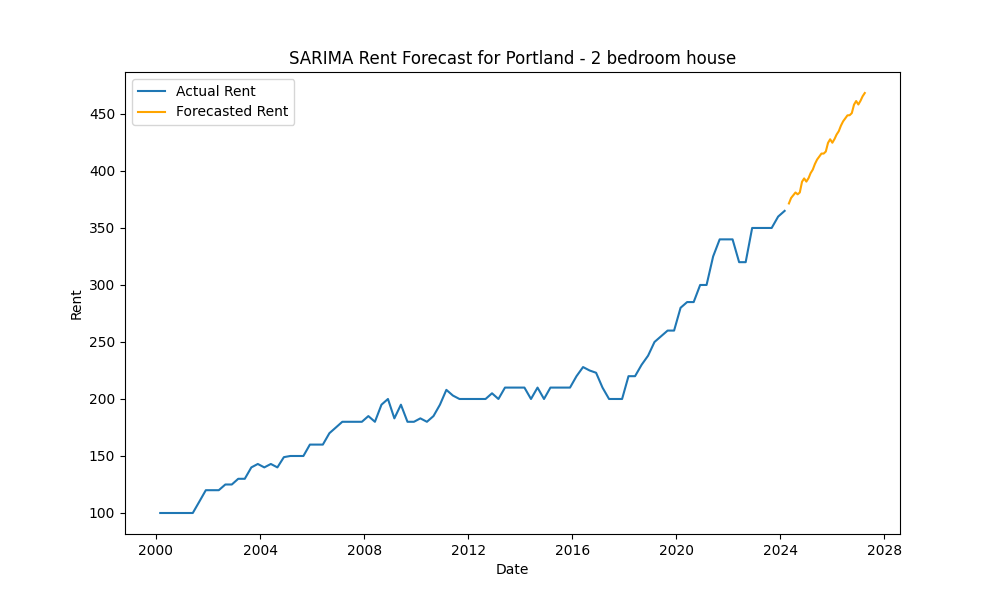 SARIMA Rent Forecast for Portland - 2 bedroom house
Actual Rent
Forecasted Rent
450
400
350
300
250
200
150
100
Rent
2000 2004 2008 2012 2016 2020 2024 2028
Date